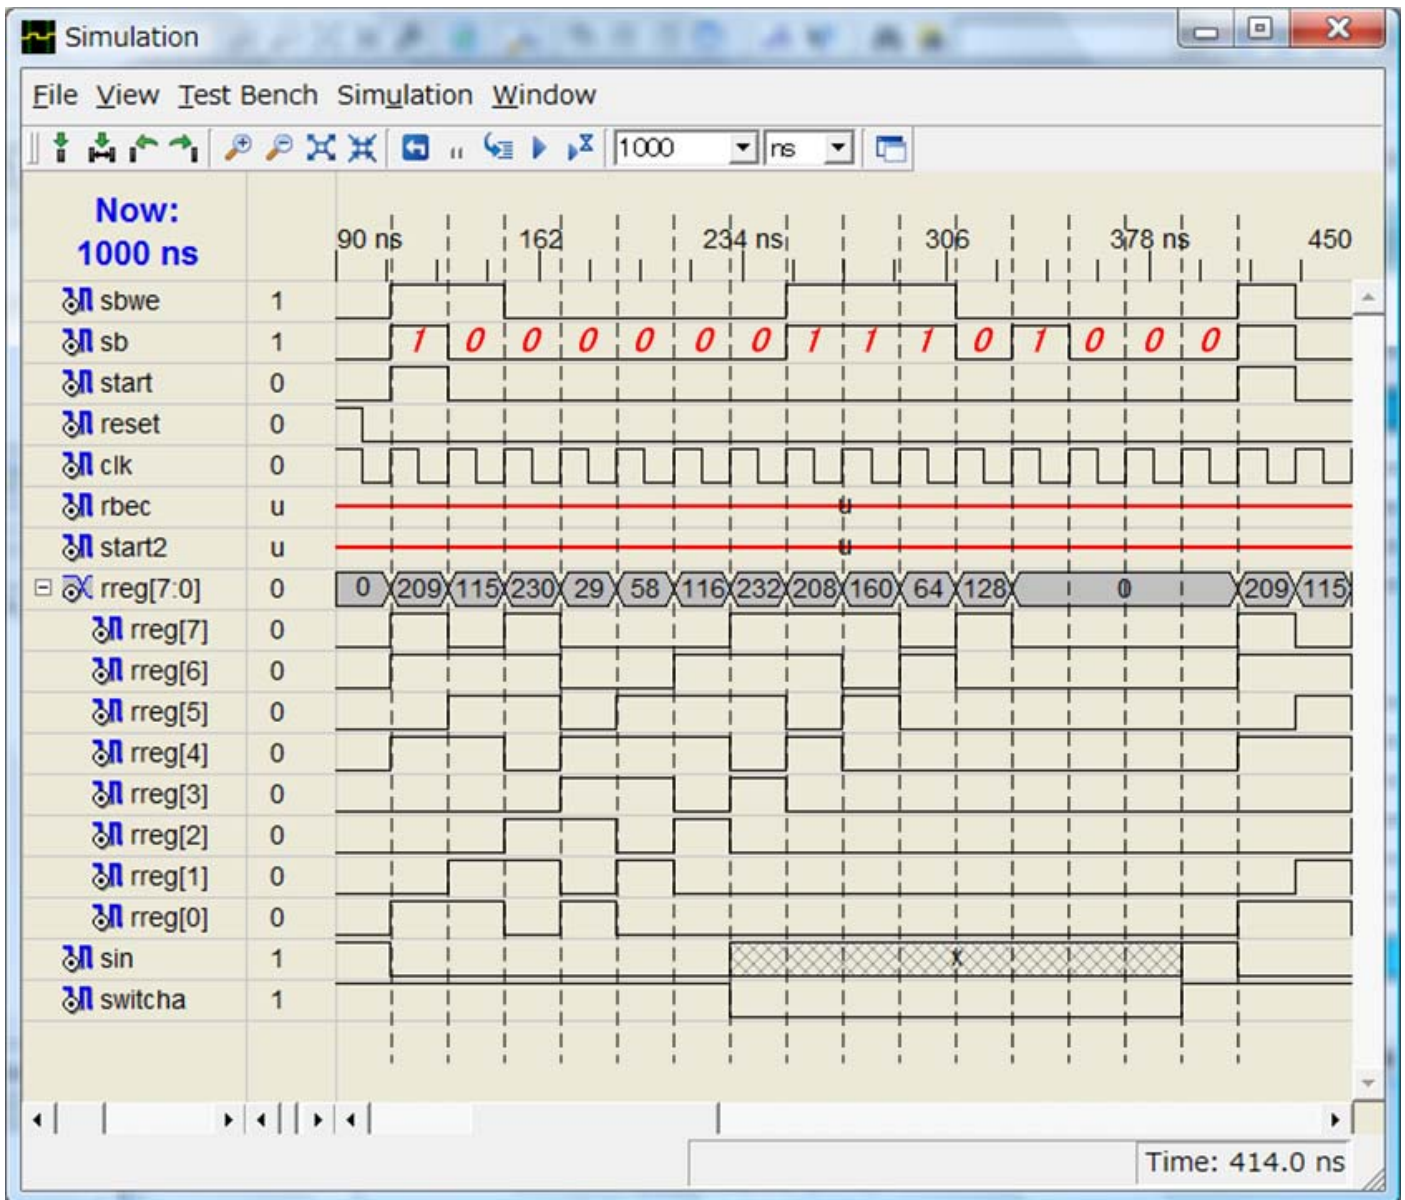 Simulation
File View Test Bench Simulation Window
1000 ns
Now:
1000 ns
90 ns 162 234 ns 306 378 ns 450
sbwe 1
sb 1 1 0 0 0 0 0 0 1 1 1 0 1 0 0 0
start 0
reset 0
clk 0
rbec u u
start2 u u
rreg[7:0] 0 0 209 115 230 29 58 116 232 208 160 64 128 0 209 115
rreg[7] 0
rreg[6] 0
rreg[5] 0
rreg[4] 0
rreg[3] 0
rreg[2] 0
rreg[1] 0
rreg[0] 0
sin 1 x
switcha 1
Time: 414.0 ns